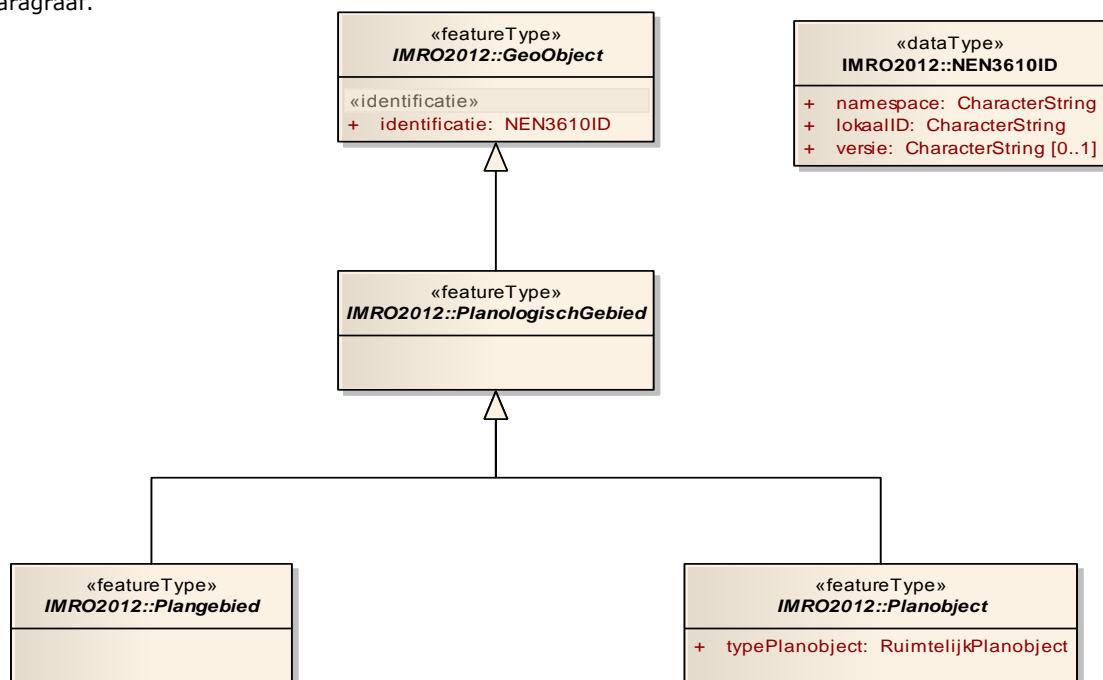 aragraaf.
«featureType»
IMRO2012::GeoObject
«identificatie»
+ identificatie: NEN3610ID
«dataType»
IMRO2012::NEN3610ID
+ namespace: CharacterString
+ lokaalID: CharacterString
+ versie: CharacterString [0..1]
«featureType»
IMRO2012::PlanologischGebied
«featureType»
IMRO2012::Plangebied
«featureType»
IMRO2012::Planobject
+ typePlanobject: RuimtelijkPlanobject